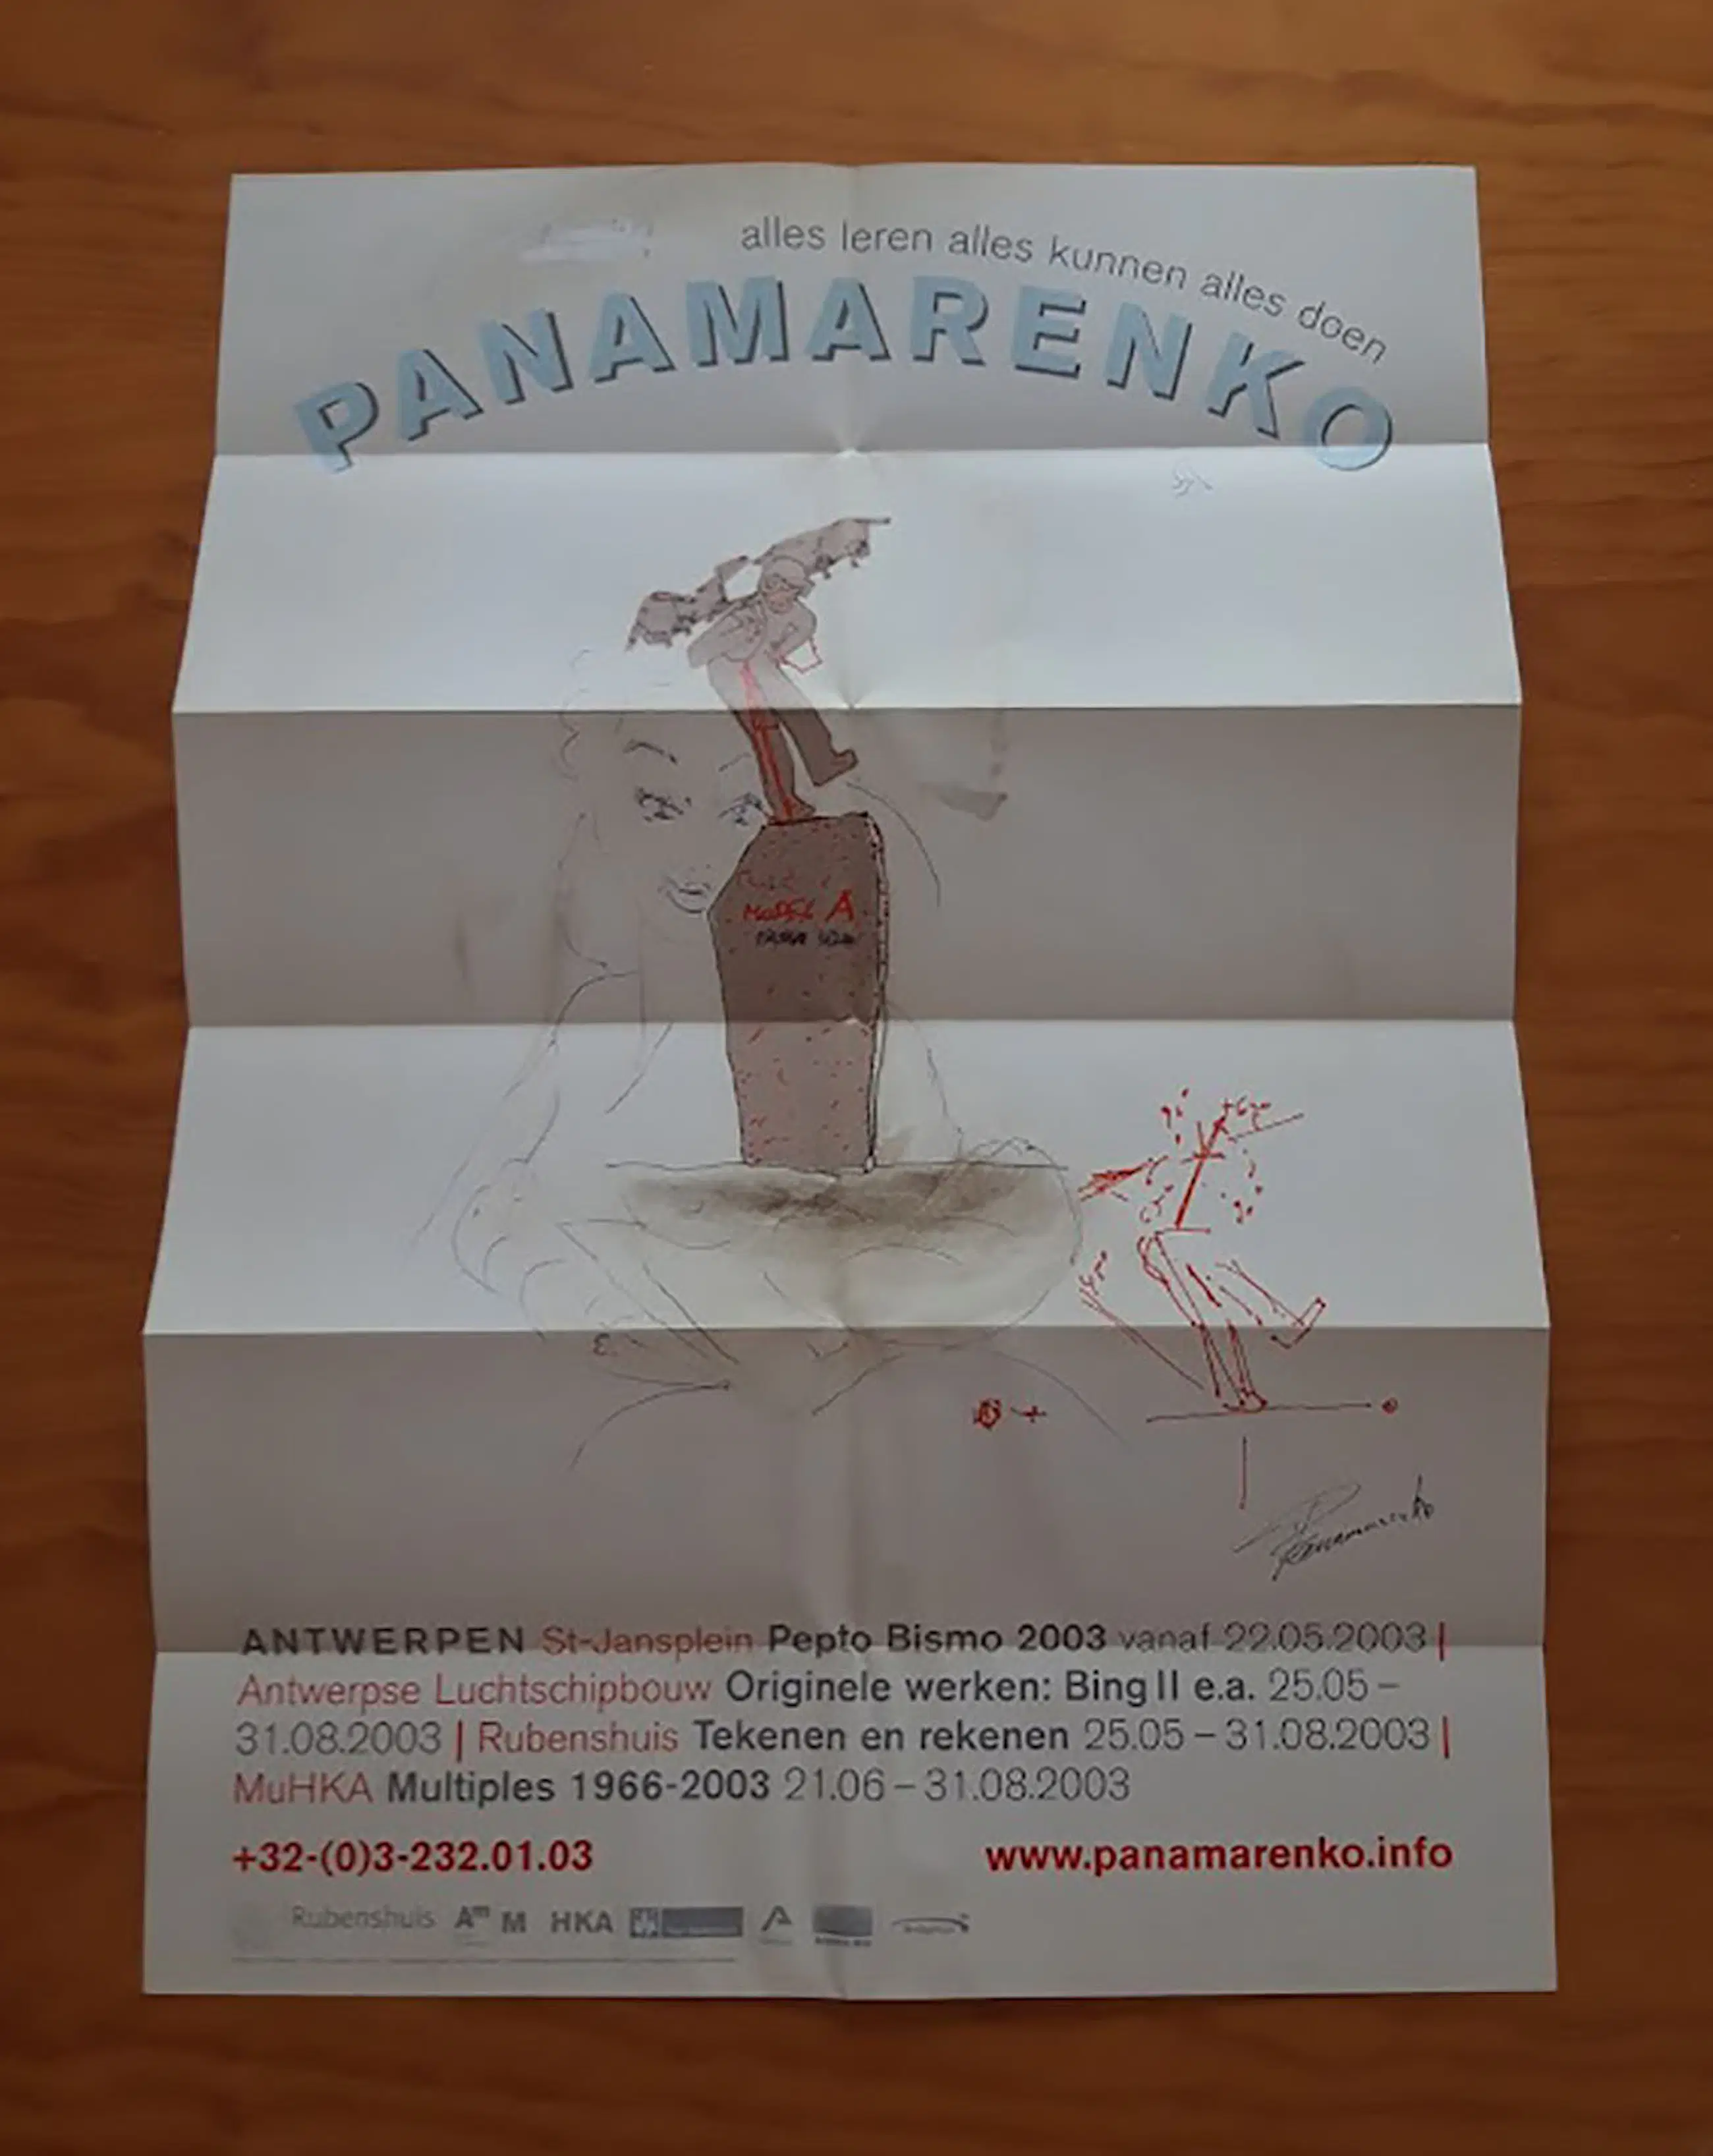 alles leren alles kunnen alles doen
PANAMARENKO
MODEL A
Panamarenko
ANTWERPEN St-Jansplein Pepto Bismo 2003 vanaf 22.05.2003 |
Antwerpse Luchtschipbouw Originele werken: Bing II e.a. 25.05 –
31.08.2003 | Rubenshuis Tekenen en rekenen 25.05 – 31.08.2003 |
MuHKA Multiples 1966-2003 21.06 – 31.08.2003
+32-(0)3-232.01.03
www.panamarenko.info
Rubenshuis Am M HKA A